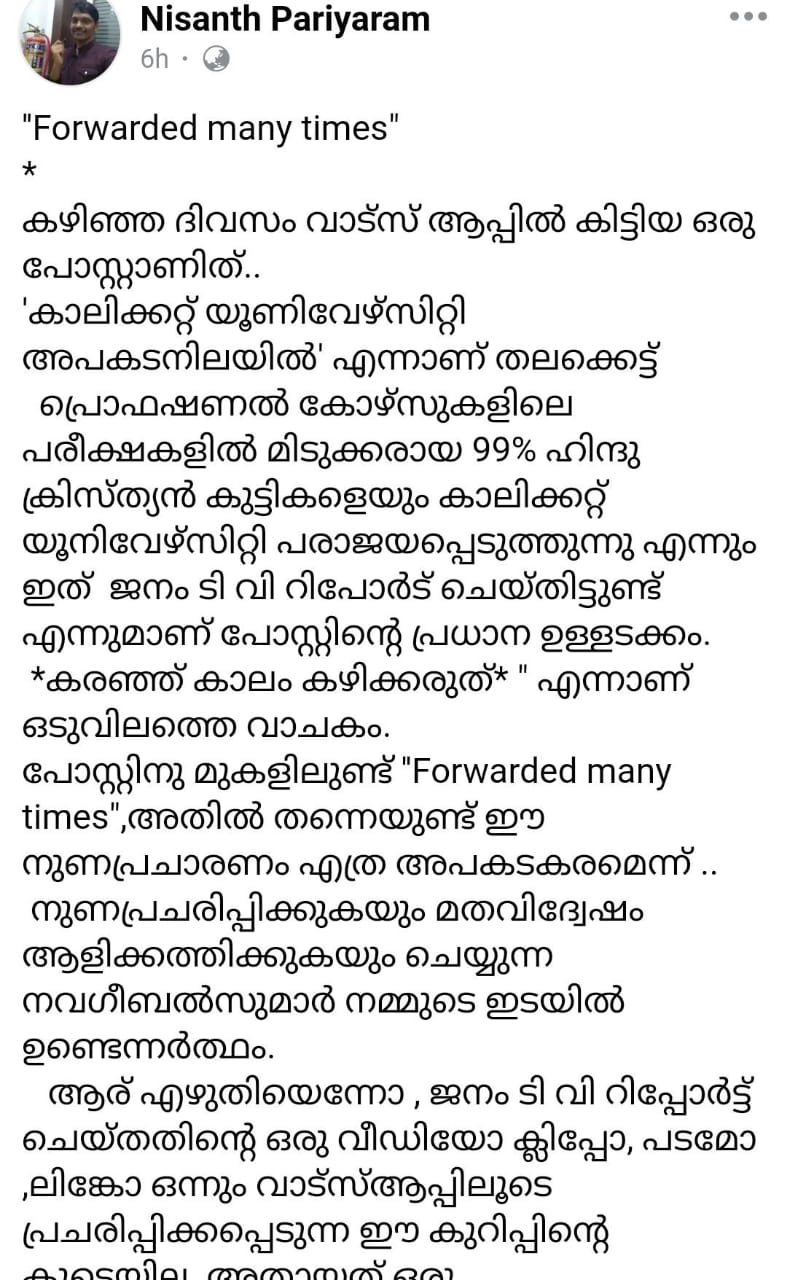 Nisanth Pariyaram
6h ·
"Forwarded many times"
*
കഴിഞ്ഞ ദിവസം വാട്സ് ആപ്പിൽ കിട്ടിയ ഒരു
പോസ്റ്റാണിത്..
'കാലിക്കറ്റ് യൂണിവേഴ്സിറ്റി
അപകടനിലയിൽ' എന്നാണ് തലക്കെട്ട്
പ്രൊഫഷണൽ കോഴ്സുകളിലെ
പരീക്ഷകളിൽ മിടുക്കരായ 99% ഹിന്ദു
ക്രിസ്ത്യൻ കുട്ടികളെയും കാലിക്കറ്റ്
യൂനിവേഴ്സിറ്റി പരാജയപ്പെടുത്തുന്നു എന്നും
ഇത് ജനം ടി വി റിപോർട് ചെയ്തിട്ടുണ്ട്
എന്നുമാണ് പോസ്റ്റിന്റെ പ്രധാന ഉള്ളടക്കം.
*കരഞ്ഞ് കാലം കഴിക്കരുത്* " എന്നാണ്
ഒടുവിലത്തെ വാചകം.
പോസ്റ്റിനു മുകളിലുണ്ട് "Forwarded many
times",അതിൽ തന്നെയുണ്ട് ഈ
നുണപ്രചാരണം എത്ര അപകടകരമെന്ന് ..
നുണപ്രചരിപ്പിക്കുകയും മതവിദ്വേഷം
ആളിക്കത്തിക്കുകയും ചെയ്യുന്ന
നവഗീബൽസുമാർ നമ്മുടെ ഇടയിൽ
ഉണ്ടെന്നർത്ഥം.
ആര് എഴുതിയെന്നോ , ജനം ടി വി റിപ്പോർട്ട്
ചെയ്തതിന്റെ ഒരു വീഡിയോ ക്ലിപ്പോ, പടമോ
,ലിങ്കോ ഒന്നും വാട്സ്ആപ്പിലൂടെ
പ്രചരിപ്പിക്കപ്പെടുന്ന ഈ കുറിപ്പിന്റെ
കൂടെയില്ല. അതായത് ഒരു